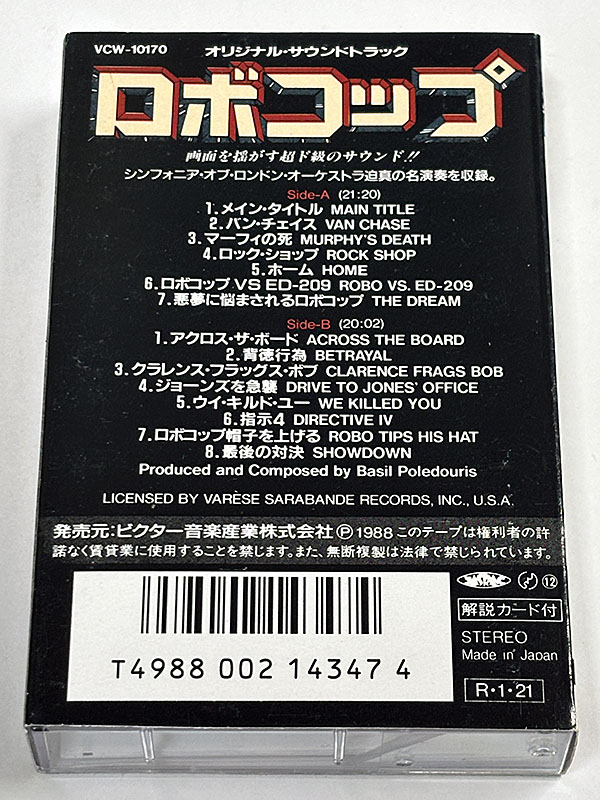 VCW-10170 オリジナル・サウンドトラック
ロボコップ
画面を揺がす超ド級のサウンド!!
シンフォニア・オブ・ロンドン・オーケストラ迫真の名演奏を収録。
Side-A (21:20)
1.メイン・タイトル MAIN TITLE
2.バン・チェイス VAN CHASE
3.マーフィの死 MURPHY'S DEATH
4.ロック・ショップ ROCK SHOP
5.ホーム HOME
6.ロボコップ VS ED-209 ROBO VS. ED-209
7.悪夢に悩まされるロボコップ THE DREAM
Side-B (20:02)
1.アクロス・ザ・ボード ACROSS THE BOARD
2.背徳行為 BETRAYAL
3.クラレンス・フラッグス・ボブ CLARENCE FRAGS BOB
4.ジョーンズを急襲 DRIVE TO JONES' OFFICE
5.ウイ・キルド・ユー WE KILLED YOU
6.指示4 DIRECTIVE IV
7.ロボコップ帽子を上げる ROBO TIPS HIS HAT
8.最後の対決 SHOWDOWN
Produced and Composed by Basil Poledouris
LICENSED BY VARÈSE SARABANDE RECORDS, INC., U.S.A.
発売元:ビクター音楽産業株式会社 Ⓟ 1988 このテープは権利者の許
諾なく賃貸業に使用することを禁じます。また、無断複製は法律で禁じられています。
T4988 002 14347 4
⑫
解説カード付
STEREO
Made in Japan
R・1・21